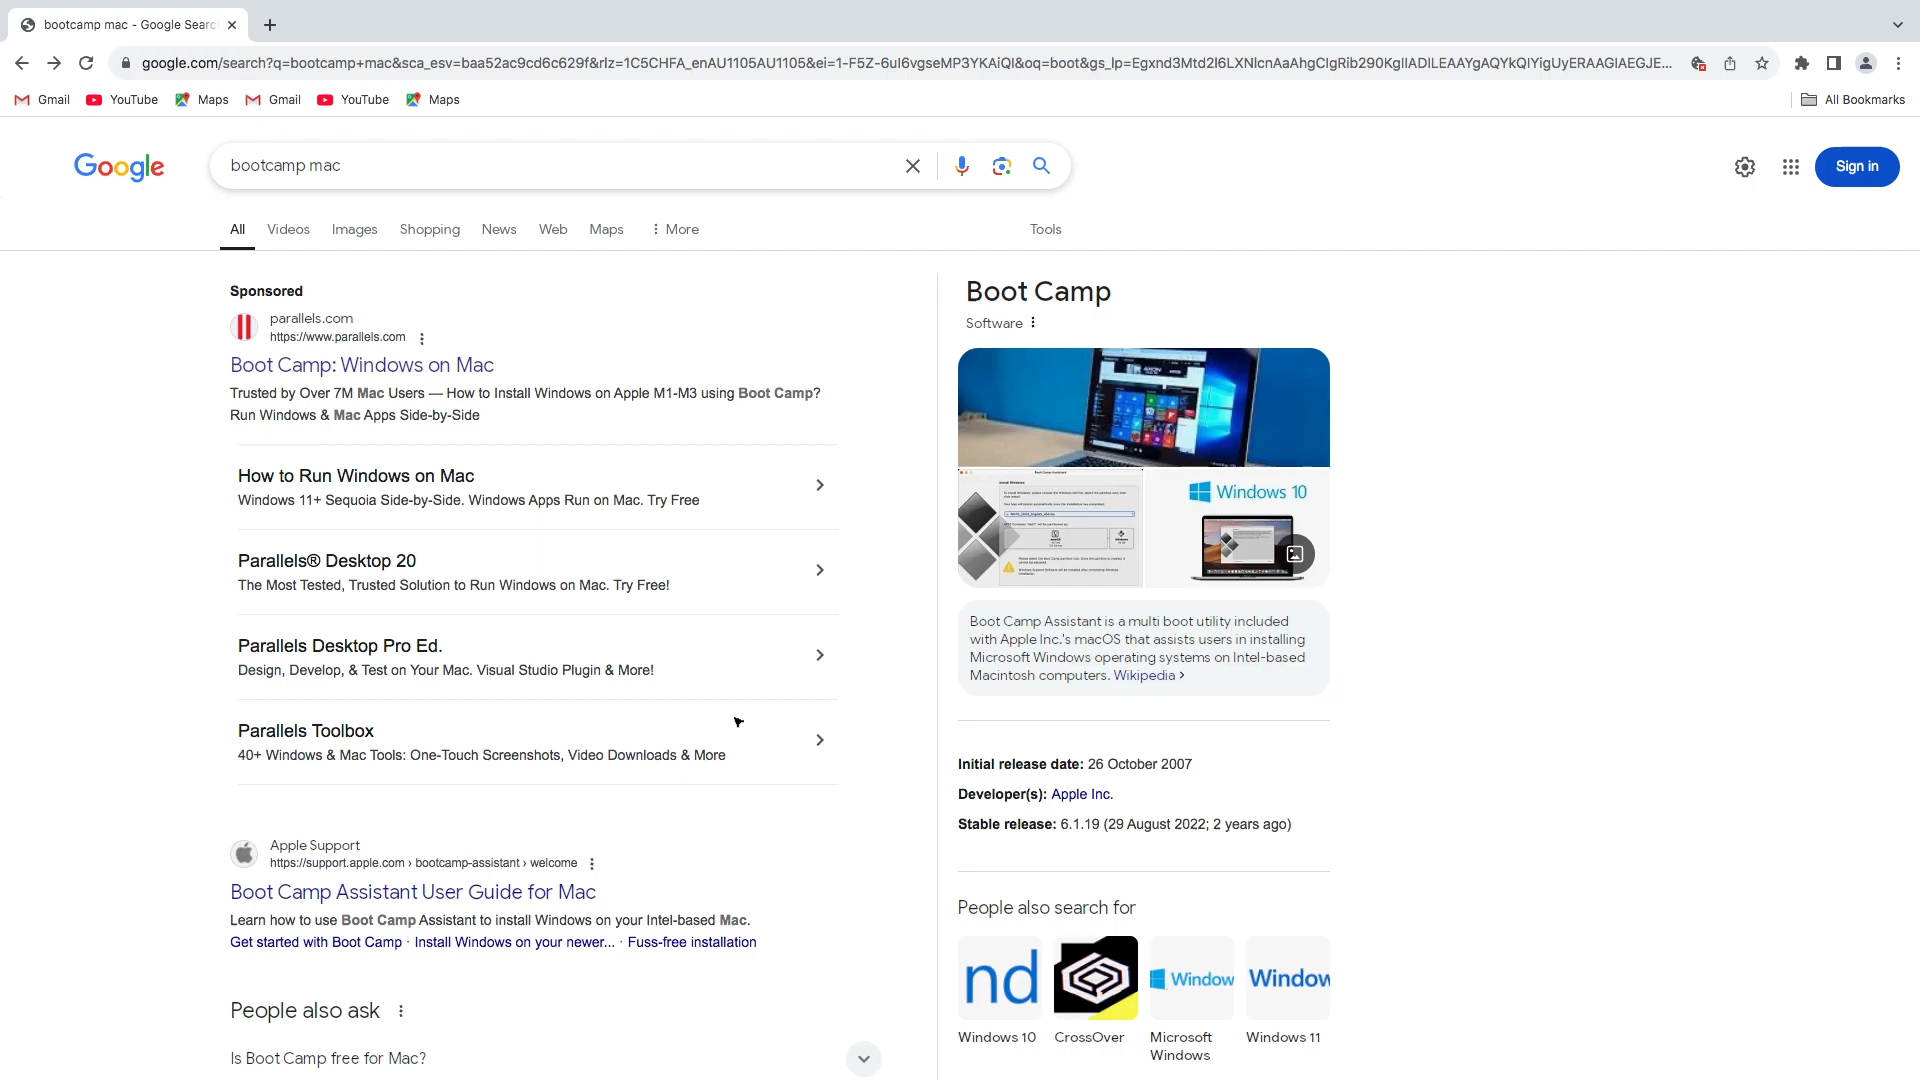 bootcamp mac - Google Searc
google.com/search?q=bootcamp+mac&sca_esv=baa52ac9cd6c629f&rlz=1C5CHFA_enAU1105AU1105&ei=1-F5Z-6uI6vgseMP3YKAiQI&oq=boot&gs_lp=Egxnd3Mtd2l6LXNlcnAaAhgCIgRib290KgIIADILEAAYgAQYkQIYigUyERAAGIAEGJE...
Gmail YouTube Maps Gmail YouTube Maps All Bookmarks
Google
bootcamp mac
Sign in
All Videos Images Shopping News Web Maps More Tools
Sponsored
parallels.com
https://www.parallels.com
Boot Camp: Windows on Mac
Trusted by Over 7M Mac Users — How to Install Windows on Apple M1-M3 using Boot Camp?
Run Windows & Mac Apps Side-by-Side
How to Run Windows on Mac
Windows 11+ Sequoia Side-by-Side. Windows Apps Run on Mac. Try Free
Parallels® Desktop 20
The Most Tested, Trusted Solution to Run Windows on Mac. Try Free!
Parallels Desktop Pro Ed.
Design, Develop, & Test on Your Mac. Visual Studio Plugin & More!
Parallels Toolbox
40+ Windows & Mac Tools: One-Touch Screenshots, Video Downloads & More
Apple Support
https://support.apple.com › bootcamp-assistant › welcome
Boot Camp Assistant User Guide for Mac
Learn how to use Boot Camp Assistant to install Windows on your Intel-based Mac.
Get started with Boot Camp · Install Windows on your newer... · Fuss-free installation
People also ask
Is Boot Camp free for Mac?
Boot Camp
Software
Boot Camp Assistant
Install Windows
Windows 10
Boot Camp Assistant is a multi boot utility included
with Apple Inc.'s macOS that assists users in installing
Microsoft Windows operating systems on Intel-based
Macintosh computers. Wikipedia
Initial release date: 26 October 2007
Developer(s): Apple Inc.
Stable release: 6.1.19 (29 August 2022; 2 years ago)
People also search for
nd
Window
Window
Windows 10 CrossOver Microsoft Windows 11
Windows